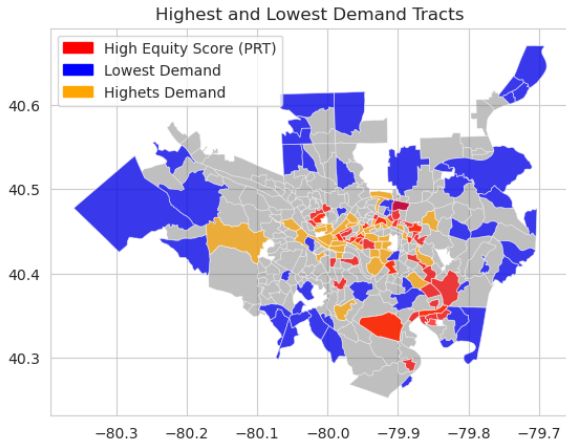 Highest and Lowest Demand Tracts
High Equity Score (PRT)
Lowest Demand
Highets Demand
40.6
40.5
40.4
40.3
−80.3
−80.2
−80.1
−80.0
−79.9
−79.8
−79.7